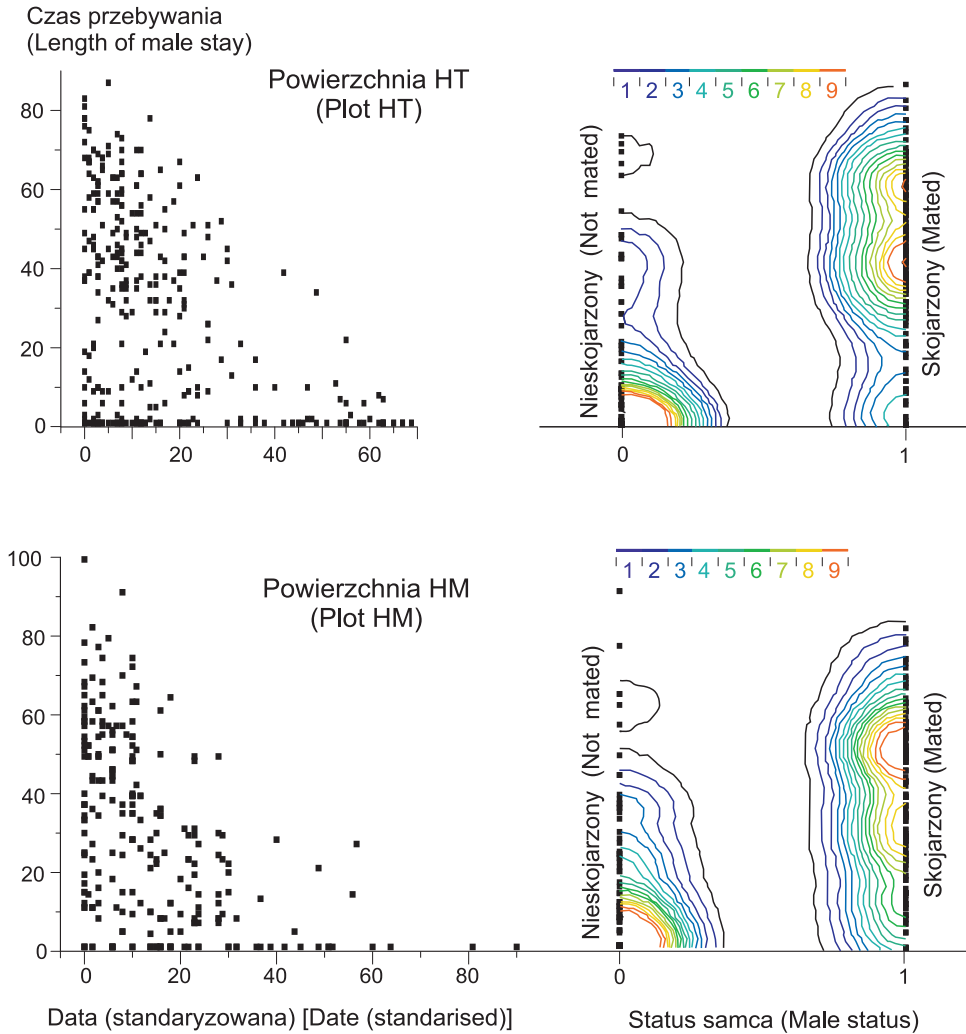 Czas przebywania
(Length of male stay)
Powierzchnia HT
(Plot HT)
80
60
40
20
0
0 20 40 60
1 2 3 4 5 6 7 8 9
Nieskojarzony (Not mated)
Skojarzony (Mated)
0 1
Powierzchnia HM
(Plot HM)
100
80
60
40
20
0
0 20 40 60 80
1 2 3 4 5 6 7 8 9
Nieskojarzony (Not mated)
Skojarzony (Mated)
0 1
Data (standaryzowana) [Date (standarised)]
Status samca (Male status)